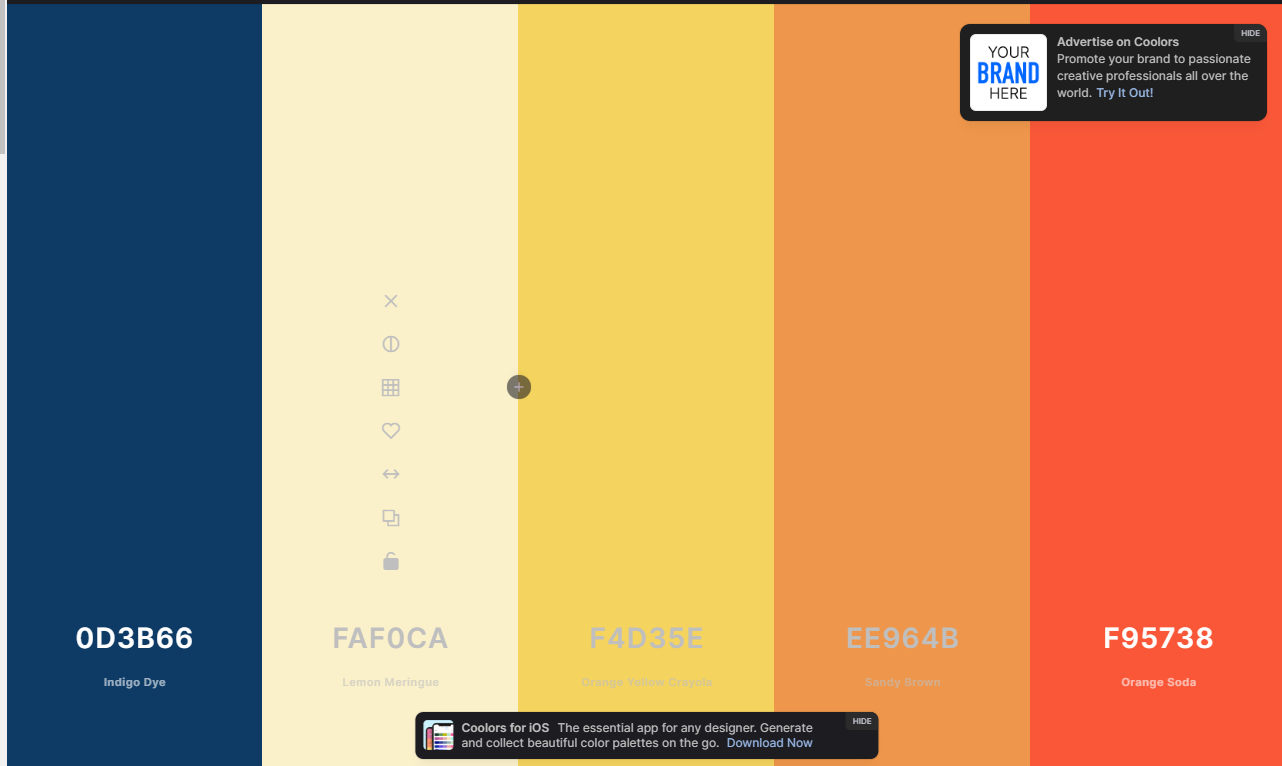 HIDE
YOUR
BRAND
HERE
Advertise on Coolors
Promote your brand to passionate
creative professionals all over the
world. Try It Out!
0D3B66
Indigo Dye
FAF0CA
Lemon Meringue
F4D35E
Orange Yellow Crayola
EE964B
Sandy Brown
F95738
Orange Soda
HIDE
Coolors for iOS The essential app for any designer. Generate
and collect beautiful color palettes on the go. Download Now